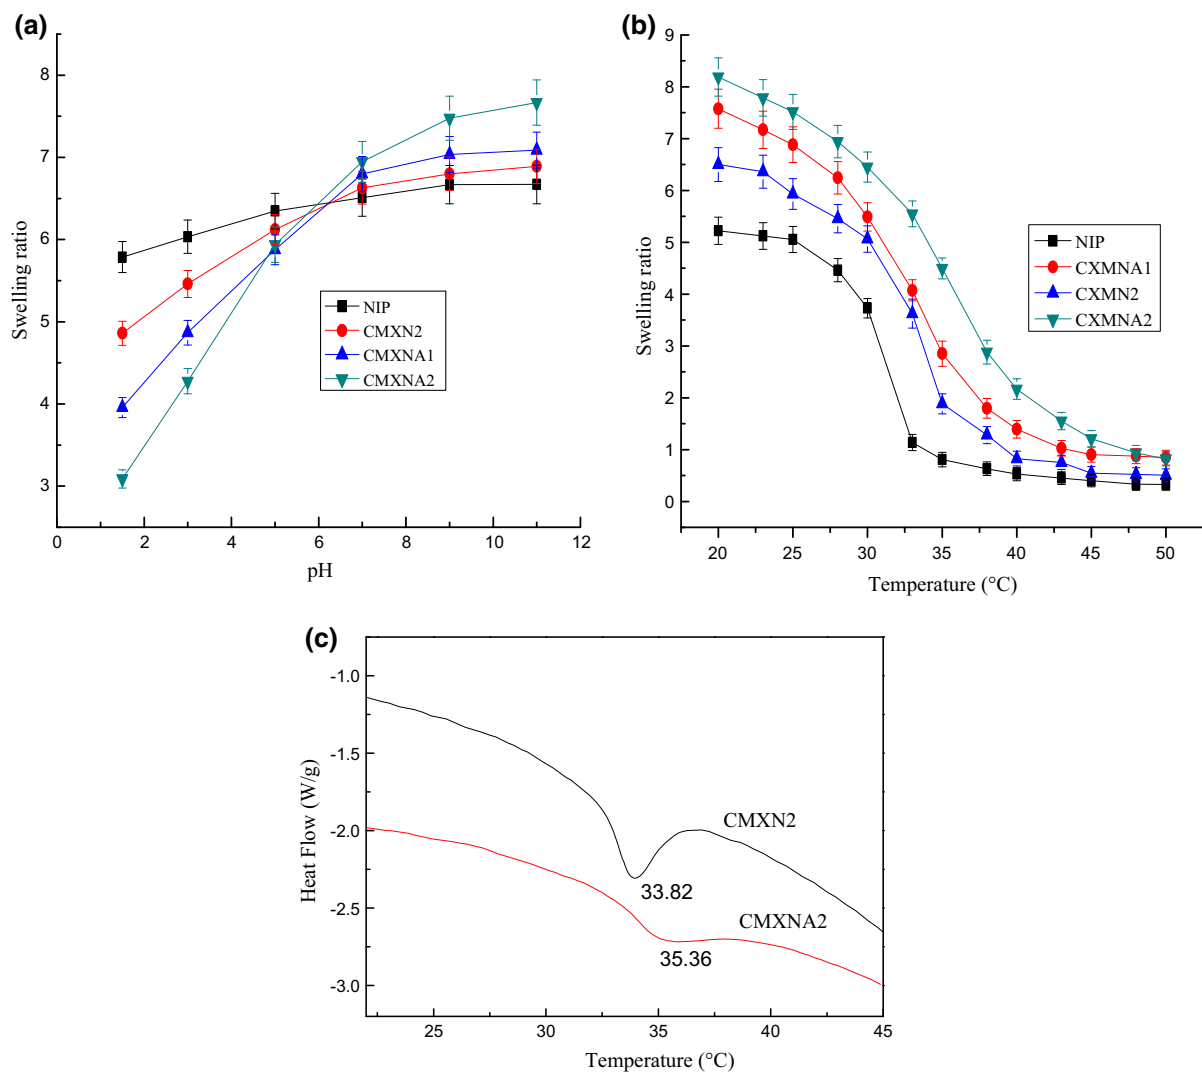 (a)
8
7
6
5
4
3
0 2 4 6 8 10 12
Swelling ratio
pH
NIP
CMXN2
CMXNA1
CMXNA2
(b)
9
8
7
6
5
4
3
2
1
0
20 25 30 35 40 45 50
Swelling ratio
Temperature (°C)
NIP
CXMNA1
CXMN2
CXMNA2
(c)
-1.0
-1.5
-2.0
-2.5
-3.0
25 30 35 40 45
Heat Flow (W/g)
Temperature (°C)
CMXN2
33.82
CMXNA2
35.36